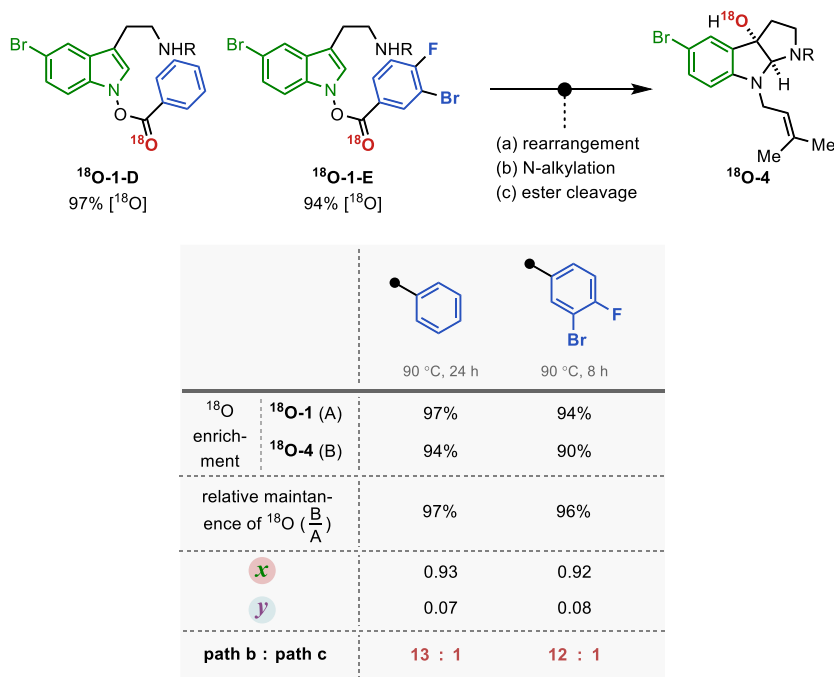 Br
NHR
N
O
¹⁸O
¹⁸O-1-D
97% [¹⁸O]
Br
NHR
F
N
Br
O
¹⁸O
¹⁸O-1-E
94% [¹⁸O]
(a) rearrangement
(b) N-alkylation
(c) ester cleavage
H¹⁸O
Br
NR
N
H
Me
Me
¹⁸O-4
F
Br
90 °C, 24 h
90 °C, 8 h
¹⁸O
enrich-
ment
¹⁸O-1 (A)
97%
94%
¹⁸O-4 (B)
94%
90%
relative maintan-
ence of ¹⁸O (B/A)
97%
96%
x
0.93
0.92
y
0.07
0.08
path b : path c
13 : 1
12 : 1